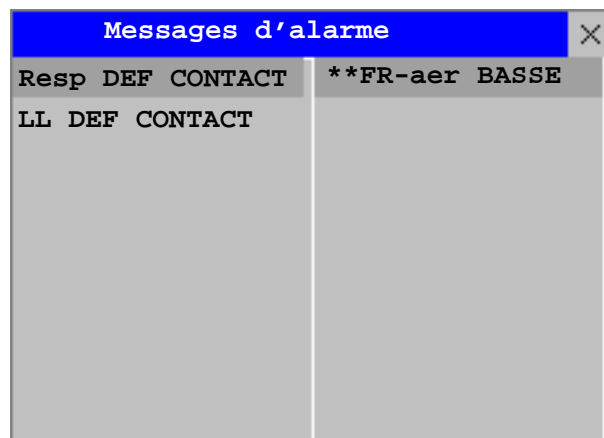 Messages d’alarme
Resp DEF CONTACT
**FR-aer BASSE
LL DEF CONTACT